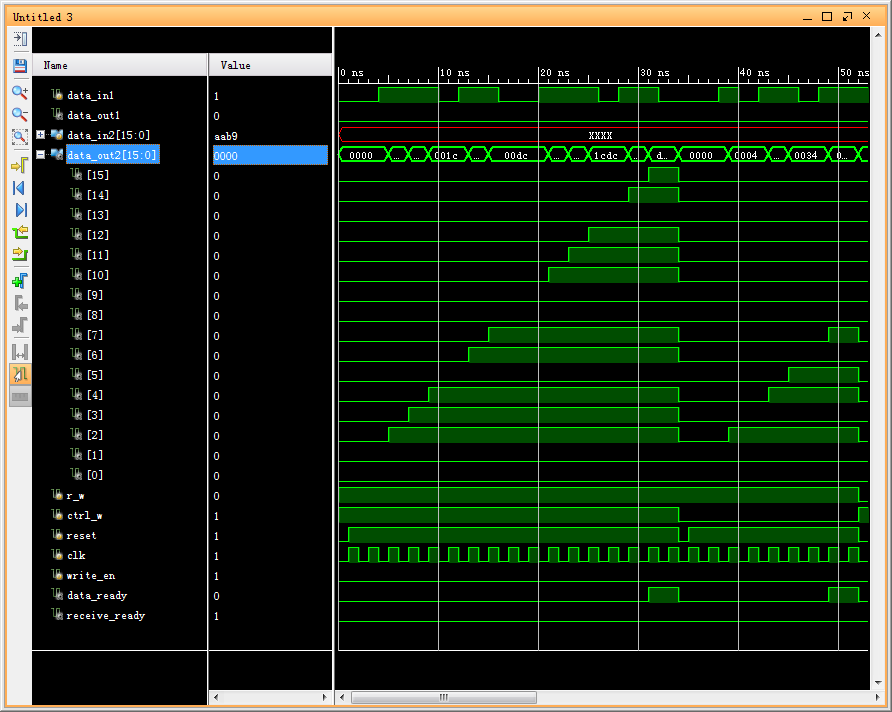 Untitled 3
Name Value
0 ns 10 ns 20 ns 30 ns 40 ns 50 ns
data_in1 1
data_out1 0
data_in2[15:0] aab9 XXXX
data_out2[15:0] 0000 0000 ... ... 001c ... 00dc ... ... 1cdc ... d... 0000 0004 ... 0034 0...
[15] 0
[14] 0
[13] 0
[12] 0
[11] 0
[10] 0
[9] 0
[8] 0
[7] 0
[6] 0
[5] 0
[4] 0
[3] 0
[2] 0
[1] 0
[0] 0
r_w 0
ctrl_w 1
reset 1
clk 1
write_en 1
data_ready 0
receive_ready 1